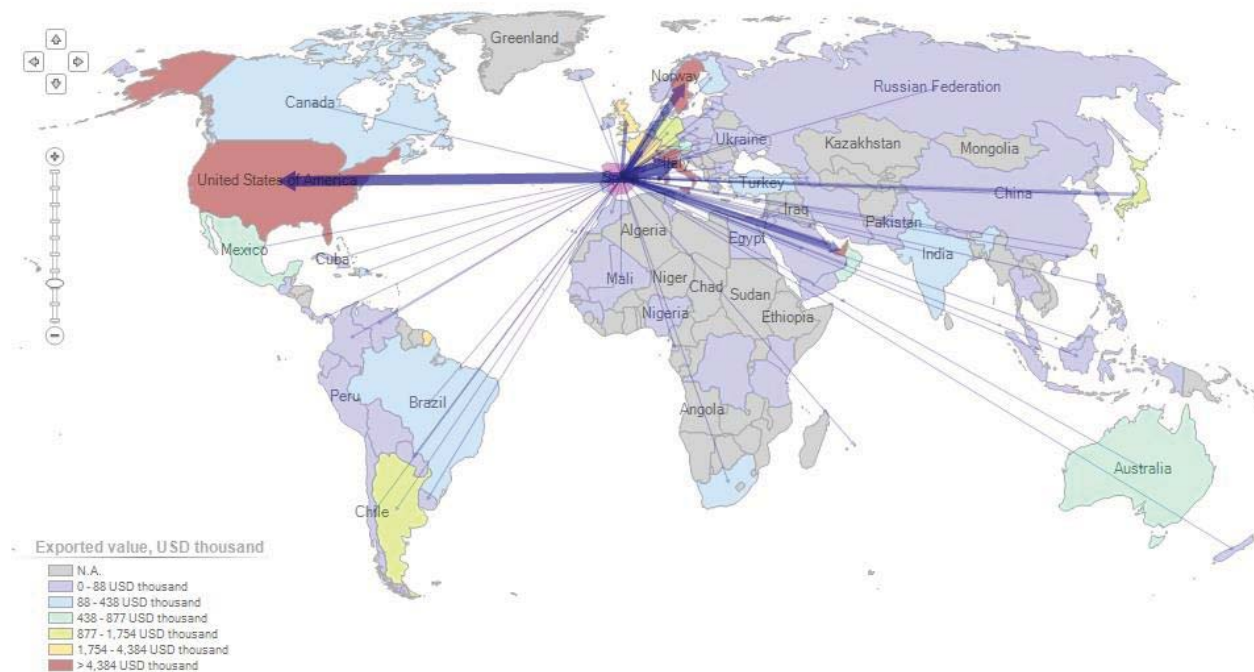 Greenland
Norway
Russian Federation
Canada
Ukraine
Kazakhstan
Mongolia
United States of America
Turkey
China
Iraq
Pakistan
Mexico
Algeria
Egypt
India
Cuba
Mali
Niger
Chad
Sudan
Nigeria
Ethiopia
Peru
Brazil
Angola
Australia
Chile
Exported value, USD thousand
N.A.
0 - 88 USD thousand
88 - 438 USD thousand
438 - 877 USD thousand
877 - 1,754 USD thousand
1,754 - 4,384 USD thousand
> 4,384 USD thousand